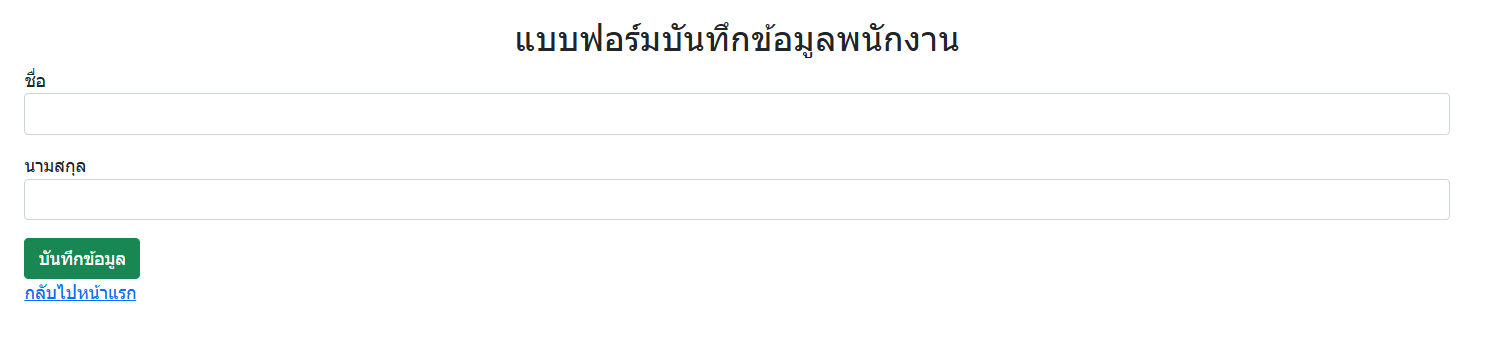 แบบฟอร์มบันทึกข้อมูลพนักงาน
ชื่อ
นามสกุล
บันทึกข้อมูล
กลับไปหน้าแรก